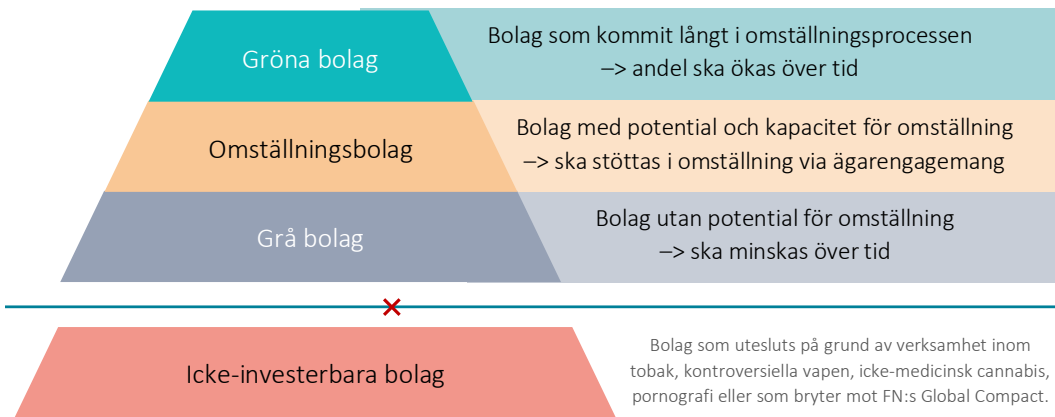 Gröna bolag
Bolag som kommit långt i omställningsprocessen
–> andel ska ökas över tid
Omställningsbolag
Bolag med potential och kapacitet för omställning
–> ska stöttas i omställning via ägarengagemang
Grå bolag
Bolag utan potential för omställning
–> ska minskas över tid
Icke-investerbara bolag
Bolag som utesluts på grund av verksamhet inom
tobak, kontroversiella vapen, icke-medicinsk cannabis,
pornografi eller som bryter mot FN:s Global Compact.